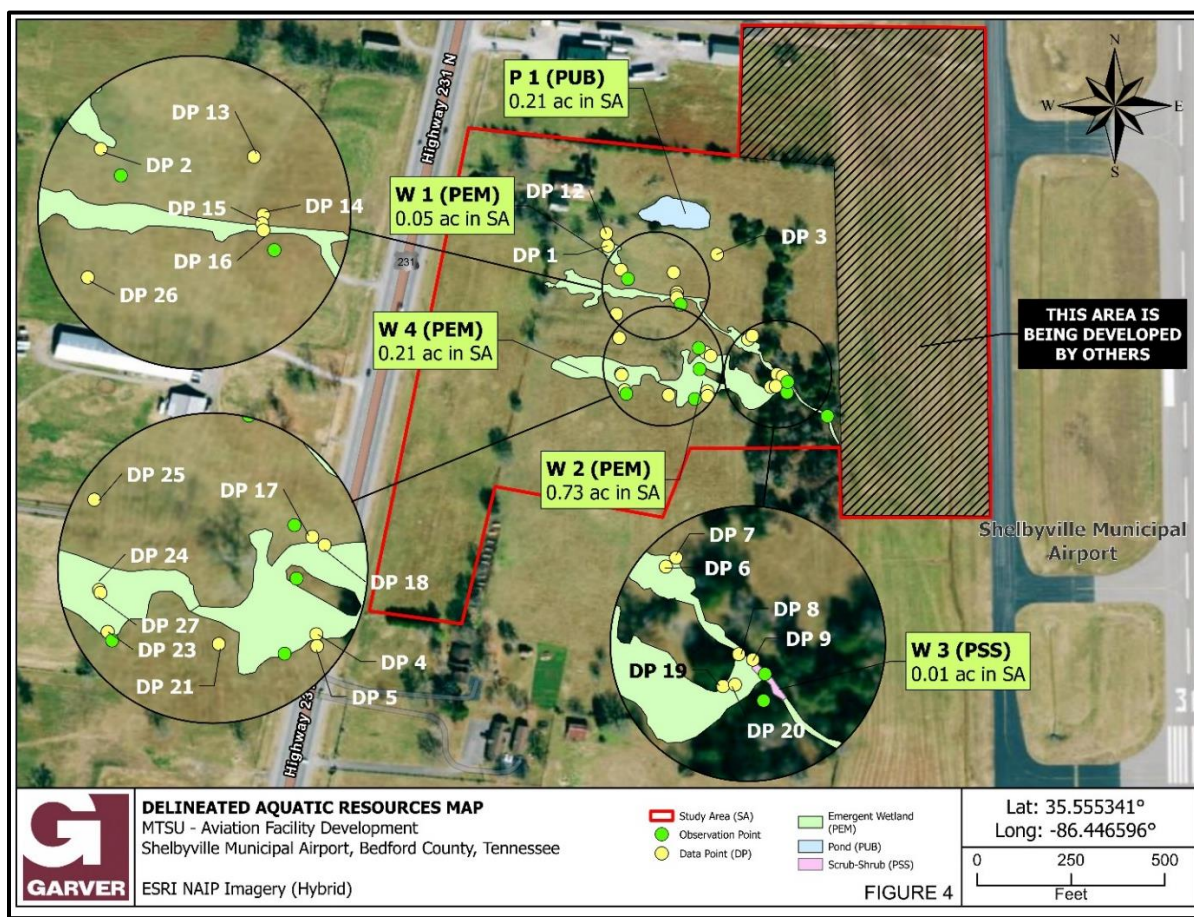 P 1 (PUB)
0.21 ac in SA
N
W
E
S
Highway 231 N
DP 13
DP 2
W 1 (PEM)
0.05 ac in SA
DP 12
DP 15
DP 14
DP 1
DP 3
DP 16
231
DP 26
THIS AREA IS
BEING DEVELOPED
BY OTHERS
W 4 (PEM)
0.21 ac in SA
DP 25
DP 17
W 2 (PEM)
0.73 ac in SA
Shelbyville Municipal
Airport
DP 7
DP 6
DP 24
DP 18
DP 8
DP 27
DP 9
DP 23
DP 4
W 3 (PSS)
0.01 ac in SA
DP 19
DP 21
DP 5
DP 20
3
Highway 23
G
GARVER
DELINEATED AQUATIC RESOURCES MAP
MTSU - Aviation Facility Development
Shelbyville Municipal Airport, Bedford County, Tennessee
ESRI NAIP Imagery (Hybrid)
Study Area (SA)
Observation Point
Data Point (DP)
Emergent Wetland
(PEM)
Pond (PUB)
Scrub-Shrub (PSS)
FIGURE 4
Lat: 35.555341°
Long: -86.446596°
0 250 500
Feet